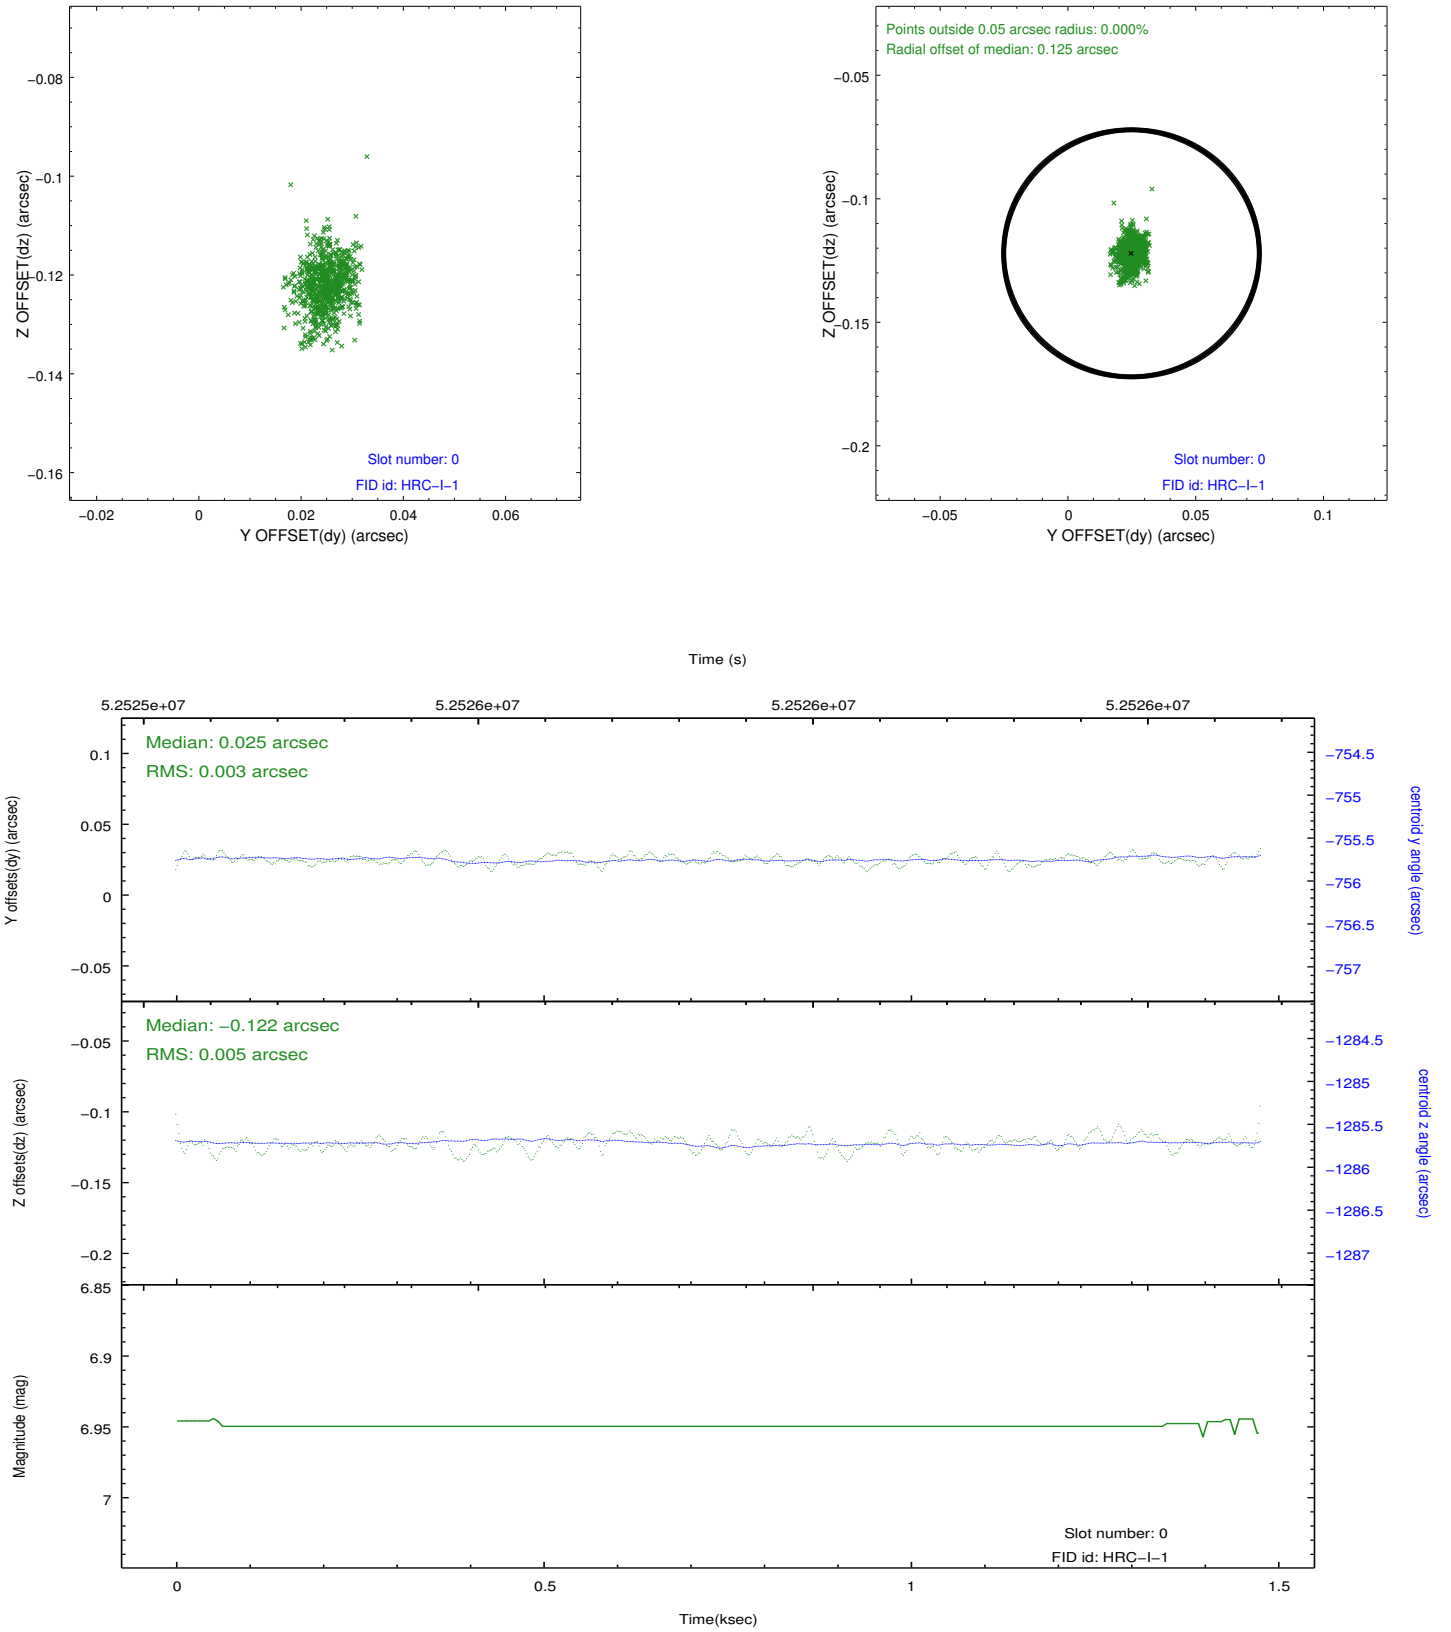 −0.08
−0.1
−0.12
−0.14
−0.16
Z OFFSET(dz) (arcsec)
Slot number: 0
FID id: HRC−I−1
−0.02
0
0.02
0.04
0.06
Y OFFSET(dy) (arcsec)
Points outside 0.05 arcsec radius: 0.000%
Radial offset of median: 0.125 arcsec
−0.05
−0.1
−0.15
−0.2
Z OFFSET(dz) (arcsec)
Slot number: 0
FID id: HRC−I−1
−0.05
0
0.05
0.1
Y OFFSET(dy) (arcsec)
Time (s)
5.2525e+07
5.2526e+07
5.2526e+07
5.2526e+07
Median: 0.025 arcsec
RMS: 0.003 arcsec
0.1
0.05
0
−0.05
Y offsets(dy) (arcsec)
−754.5
−755
−755.5
−756
−756.5
−757
centroid y angle (arcsec)
Median: −0.122 arcsec
RMS: 0.005 arcsec
−0.05
−0.1
−0.15
−0.2
Z offsets(dz) (arcsec)
−1284.5
−1285
−1285.5
−1286
−1286.5
−1287
centroid z angle (arcsec)
6.85
6.9
6.95
7
Magnitude (mag)
Slot number: 0
FID id: HRC−I−1
0
0.5
1
1.5
Time(ksec)